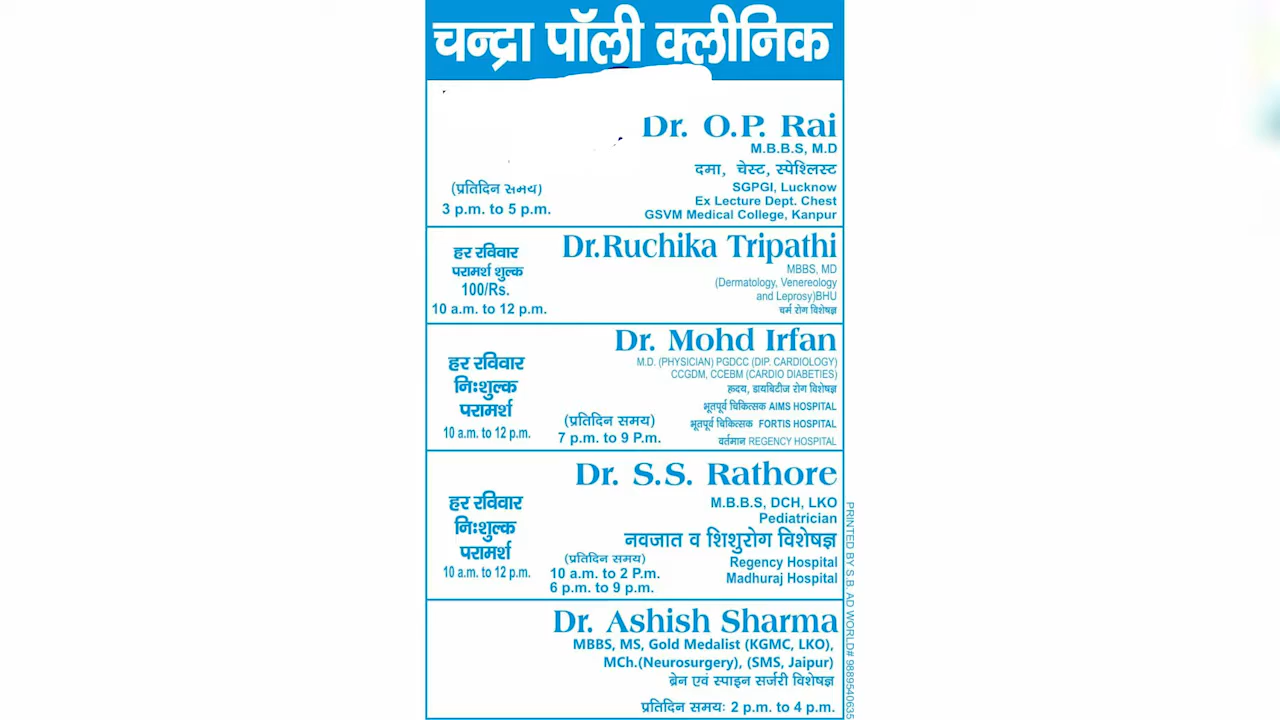 चन्द्रा पॉली क्लीनिक
Dr. O.P. Rai
M.B.B.S, M.D
दमा, चेस्ट, स्पेश्लिस्ट
SGPGI, Lucknow
Ex Lecture Dept. Chest
GSVM Medical College, Kanpur
(प्रतिदिन समय)
3 p.m. to 5 p.m.
हर रविवार
परामर्श शुल्क
100/Rs.
10 a.m. to 12 p.m.
Dr.Ruchika Tripathi
MBBS, MD
(Dermatology, Venereology
and Leprosy)BHU
चर्म रोग विशेषज्ञ
हर रविवार
निःशुल्क
परामर्श
10 a.m. to 12 p.m.
Dr. Mohd Irfan
M.D. (PHYSICIAN) PGDCC (DIP. CARDIOLOGY)
CCGDM, CCEBM (CARDIO DIABETIES)
हृदय, डायबिटीज रोग विशेषज्ञ
भूतपूर्व चिकित्सक AIMS HOSPITAL
भूतपूर्व चिकित्सक FORTIS HOSPITAL
वर्तमान REGENCY HOSPITAL
(प्रतिदिन समय)
7 p.m. to 9 P.m.
हर रविवार
निःशुल्क
परामर्श
10 a.m. to 12 p.m.
Dr. S.S. Rathore
M.B.B.S, DCH, LKO
Pediatrician
नवजात व शिशुरोग विशेषज्ञ
Regency Hospital
Madhuraj Hospital
(प्रतिदिन समय)
10 a.m. to 2 P.m.
6 p.m. to 9 p.m.
Dr. Ashish Sharma
MBBS, MS, Gold Medalist (KGMC, LKO),
MCh.(Neurosurgery), (SMS, Jaipur)
ब्रेन एवं स्पाइन सर्जरी विशेषज्ञ
प्रतिदिन समयः 2 p.m. to 4 p.m.
PRINTED BY S.B. AD WORLD# 9889540635